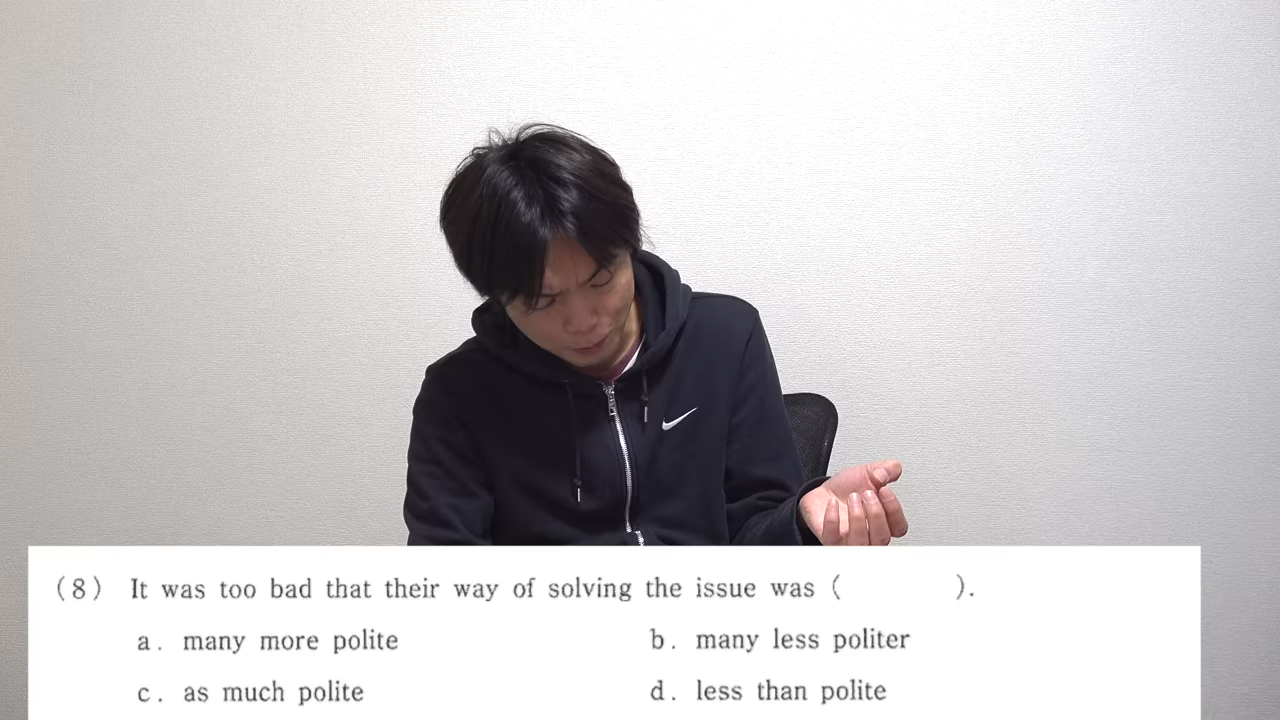 (8) It was too bad that their way of solving the issue was (          ).
a. many more polite
b. many less politer
c. as much polite
d. less than polite